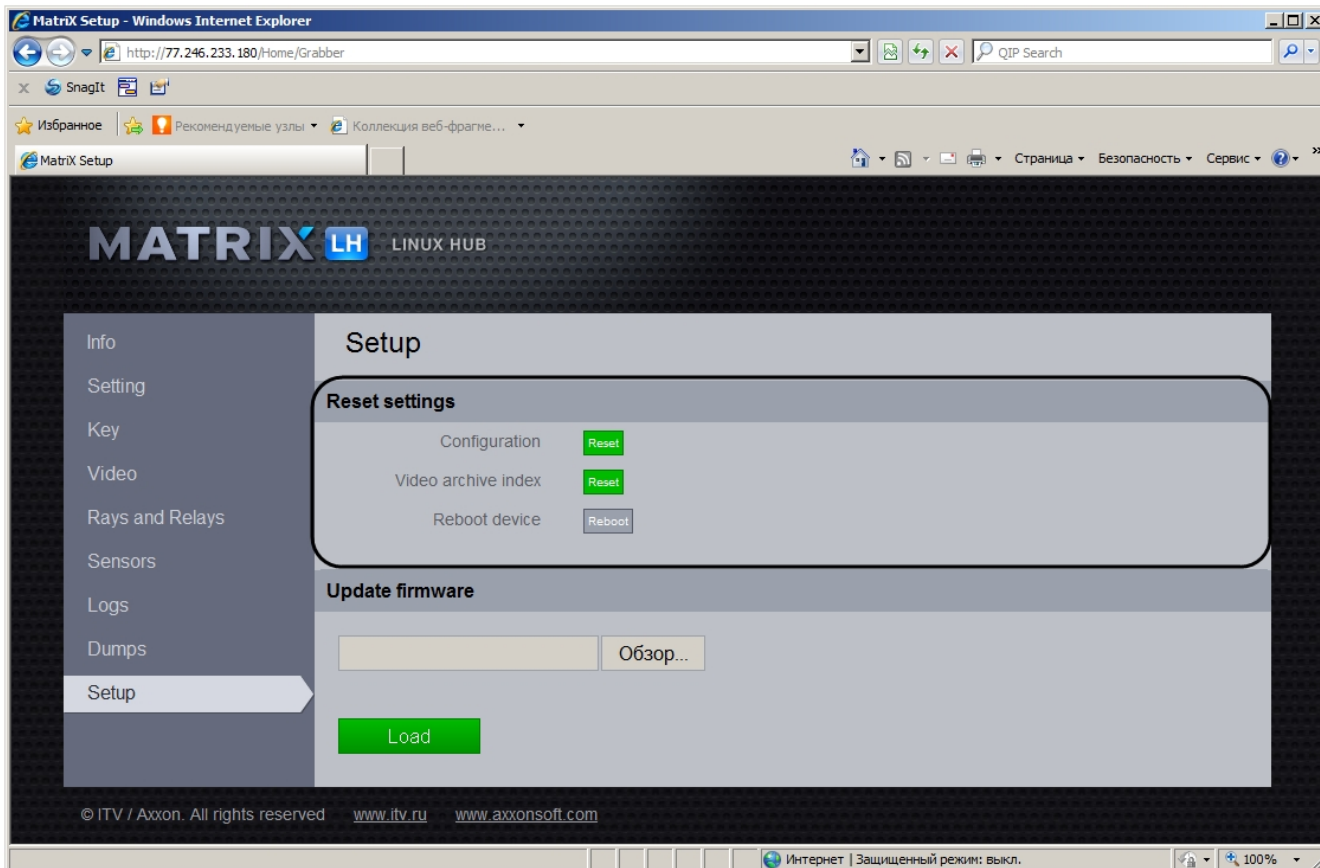 MatriX Setup - Windows Internet Explorer
http://77.246.233.180/Home/Grabber
QIP Search
x SnagIt
Избранное Рекомендуемые узлы Коллекция веб-фрагме...
MatriX Setup Страница Безопасность Сервис »
MATRIX LH LINUX HUB
Info
Setting
Key
Video
Rays and Relays
Sensors
Logs
Dumps
Setup
Setup
Reset settings
Configuration Reset
Video archive index Reset
Reboot device Reboot
Update firmware
Обзор...
Load
© ITV / Axxon. All rights reserved www.itv.ru www.axxonsoft.com
Интернет | Защищенный режим: выкл. 100%